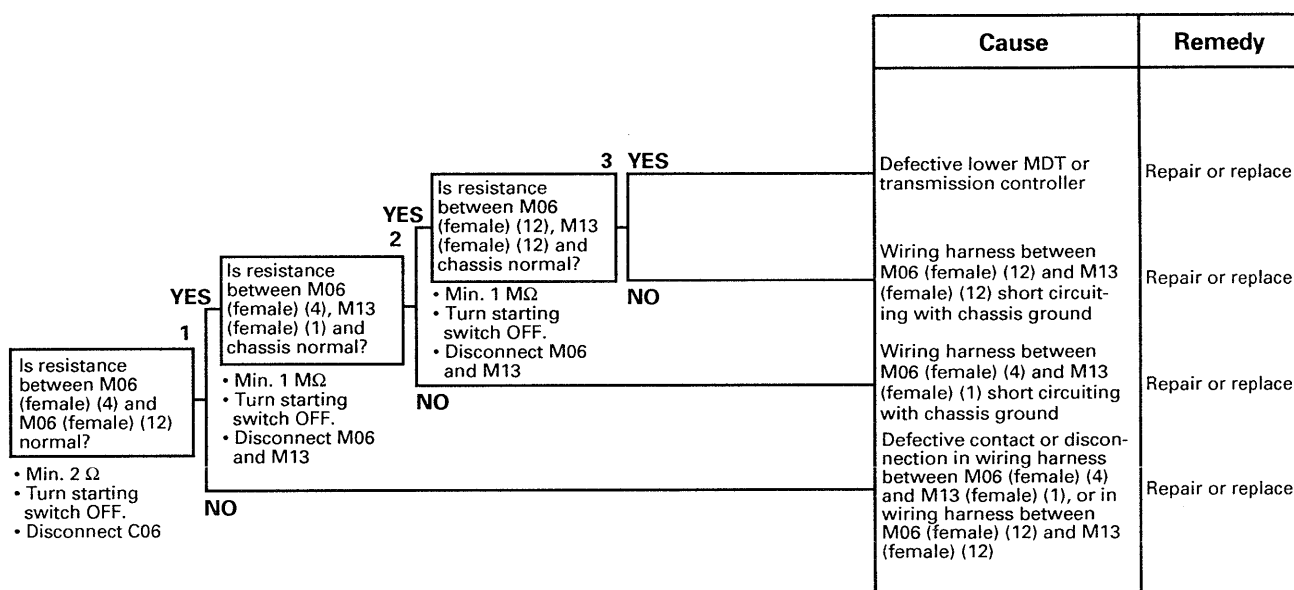 Cause
Remedy
1
Is resistance
between M06
(female) (4) and
M06 (female) (12)
normal?
• Min. 2 Ω
• Turn starting
switch OFF.
• Disconnect C06
YES
2
Is resistance
between M06
(female) (4), M13
(female) (1) and
chassis normal?
• Min. 1 MΩ
• Turn starting
switch OFF.
• Disconnect M06
and M13
YES
3
Is resistance
between M06
(female) (12), M13
(female) (12) and
chassis normal?
• Min. 1 MΩ
• Turn starting
switch OFF.
• Disconnect M06
and M13
YES
Defective lower MDT or
transmission controller
Repair or replace
NO
Wiring harness between
M06 (female) (12) and M13
(female) (12) short circuit-
ing with chassis ground
Repair or replace
NO
Wiring harness between
M06 (female) (4) and M13
(female) (1) short circuiting
with chassis ground
Repair or replace
NO
Defective contact or discon-
nection in wiring harness
between M06 (female) (4)
and M13 (female) (1), or in
wiring harness between
M06 (female) (12) and M13
(female) (12)
Repair or replace